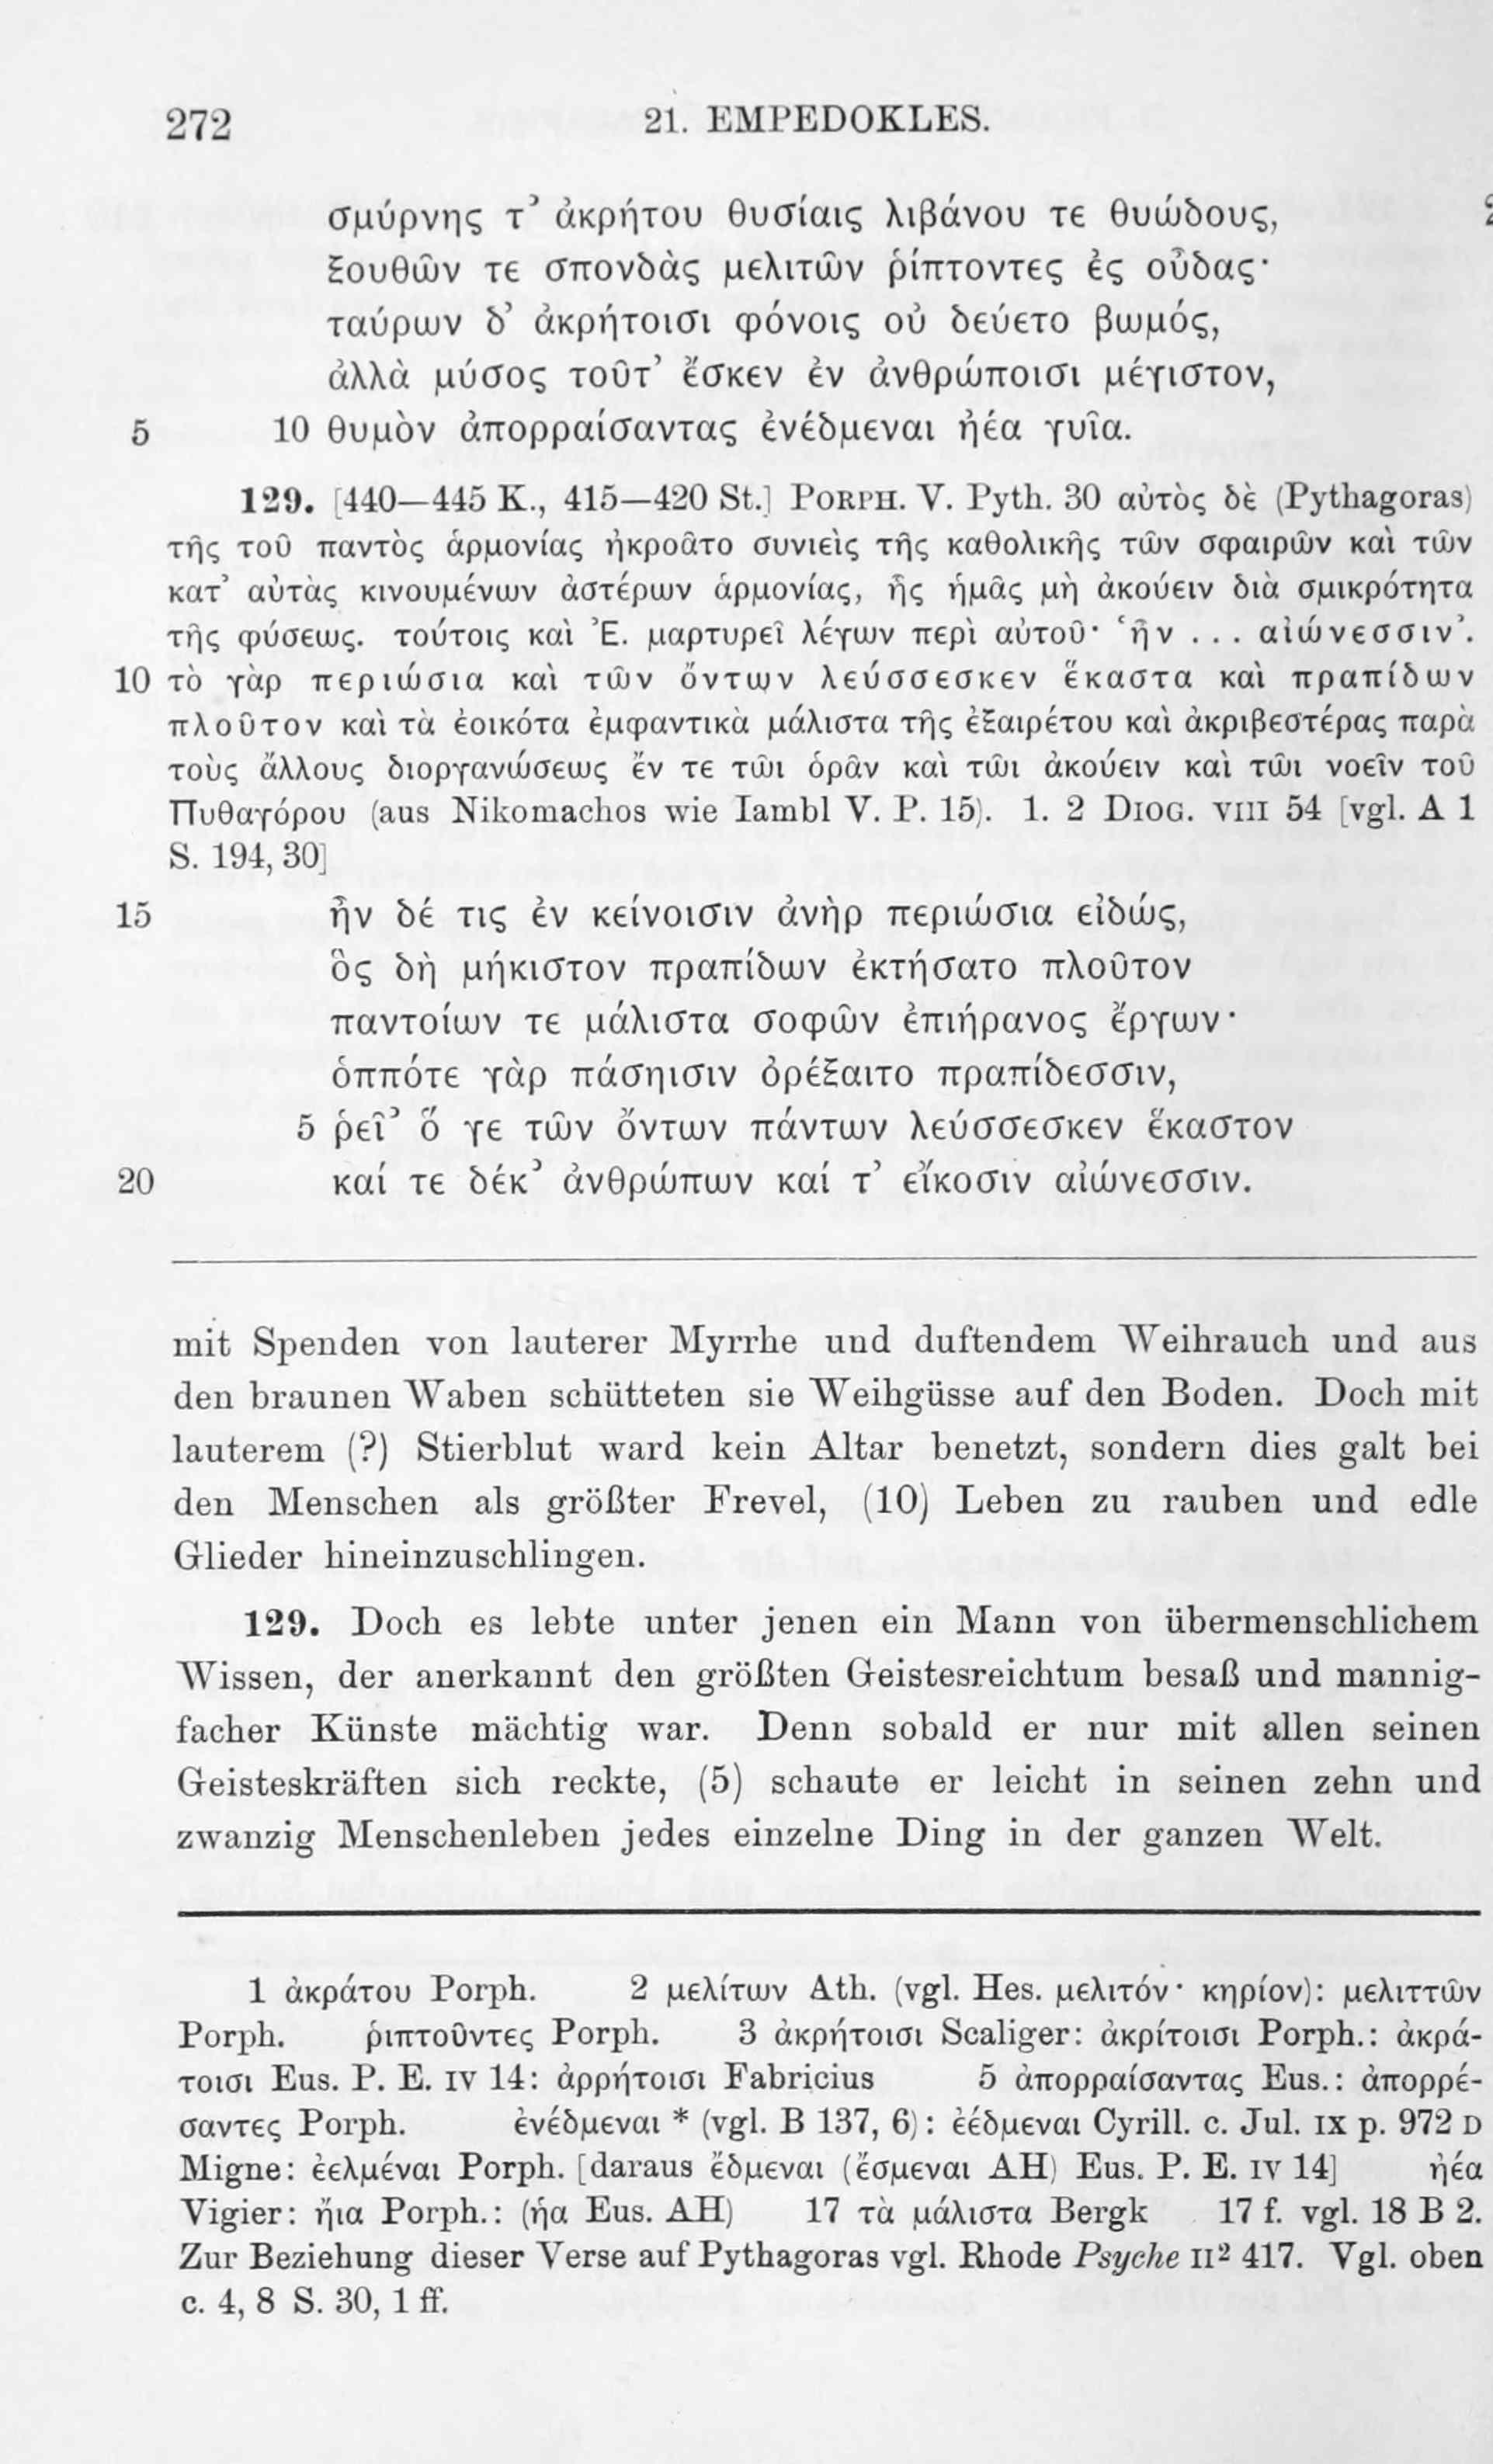 272
21. EMPEDOKLES.
σμύρνης τ᾽ ἀκρήτου θυσίαις λιβάνου τε θυώδους,
ξουθῶν τε σπονδὰς μελιτῶν ῥίπτοντες ἐς οὖδας·
ταύρων δ᾽ ἀκρήτοισι φόνοις οὐ δεύετο βωμός,
ἀλλὰ μύσος τοῦτ᾽ ἔσκεν ἐν ἀνθρώποισι μέγιστον,
5 10 θυμὸν ἀπορραίσαντας ἐνέδμεναι ἠέα γυῖα.
129. [440—445 K., 415—420 St.] PORPH. V. Pyth. 30 αὐτὸς δὲ (Pythagoras)
τῆς τοῦ παντὸς ἁρμονίας ἠκροᾶτο συνιεὶς τῆς καθολικῆς τῶν σφαιρῶν καὶ τῶν
κατ᾽ αὐτὰς κινουμένων ἀστέρων ἁρμονίας, ἧς ἡμᾶς μὴ ἀκούειν διὰ σμικρότητα
τῆς φύσεως. τούτοις καὶ Ἐ. μαρτυρεῖ λέγων περὶ αὐτοῦ· ‘ἦν ... αἰώνεσσιν’.
10 τὸ γὰρ περιώσια καὶ τῶν ὄντων λεύσσεσκεν ἕκαστα καὶ πραπίδων
πλοῦτον καὶ τὰ ἐοικότα ἐμφαντικὰ μάλιστα τῆς ἐξαιρέτου καὶ ἀκριβεστέρας παρὰ
τοὺς ἄλλους διοργανώσεως ἔν τε τῶι ὁρᾶν καὶ τῶι ἀκούειν καὶ τῶι νοεῖν τοῦ
Πυθαγόρου (aus Nikomachos wie Iambl V. P. 15). 1. 2 DIOG. VIII 54 [vgl. A 1
S. 194, 30]
15 ἦν δέ τις ἐν κείνοισιν ἀνὴρ περιώσια εἰδώς,
ὃς δὴ μήκιστον πραπίδων ἐκτήσατο πλοῦτον
παντοίων τε μάλιστα σοφῶν ἐπιήρανος ἔργων·
ὁππότε γὰρ πάσηισιν ὀρέξαιτο πραπίδεσσιν,
5 ῥεῖ᾽ ὅ γε τῶν ὄντων πάντων λεύσσεσκεν ἕκαστον
20 καί τε δέκ᾽ ἀνθρώπων καί τ᾽ εἴκοσιν αἰώνεσσιν.
mit Spenden von lauterer Myrrhe und duftendem Weihrauch und aus
den braunen Waben schütteten sie Weihgüsse auf den Boden. Doch mit
lauterem (?) Stierblut ward kein Altar benetzt, sondern dies galt bei
den Menschen als größter Frevel, (10) Leben zu rauben und edle
Glieder hineinzuschlingen.
129. Doch es lebte unter jenen ein Mann von übermenschlichem
Wissen, der anerkannt den größten Geistesreichtum besaß und mannig-
facher Künste mächtig war. Denn sobald er nur mit allen seinen
Geisteskräften sich reckte, (5) schaute er leicht in seinen zehn und
zwanzig Menschenleben jedes einzelne Ding in der ganzen Welt.
1 ἀκράτου Porph. 2 μελίτων Ath. (vgl. Hes. μελιτόν· κηρίον): μελιττῶν
Porph. ῥιπτοῦντες Porph. 3 ἀκρήτοισι Scaliger: ἀκρίτοισι Porph.: ἀκρά-
τοισι Eus. P. E. IV 14: ἀρρήτοισι Fabricius 5 ἀπορραίσαντας Eus.: ἀπορρέ-
σαντες Porph. ἐνέδμεναι * (vgl. B 137, 6): ἐέδμεναι Cyrill. c. Jul. IX p. 972 D
Migne: ἐελμέναι Porph. [daraus ἔδμεναι (ἔσμεναι AH) Eus. P. E. IV 14] ἠέα
Vigier: ἤια Porph.: (ἡα Eus. AH) 17 τὰ μάλιστα Bergk 17 f. vgl. 18 B 2.
Zur Beziehung dieser Verse auf Pythagoras vgl. Rhode Psyche II² 417. Vgl. oben
c. 4, 8 S. 30, 1 ff.